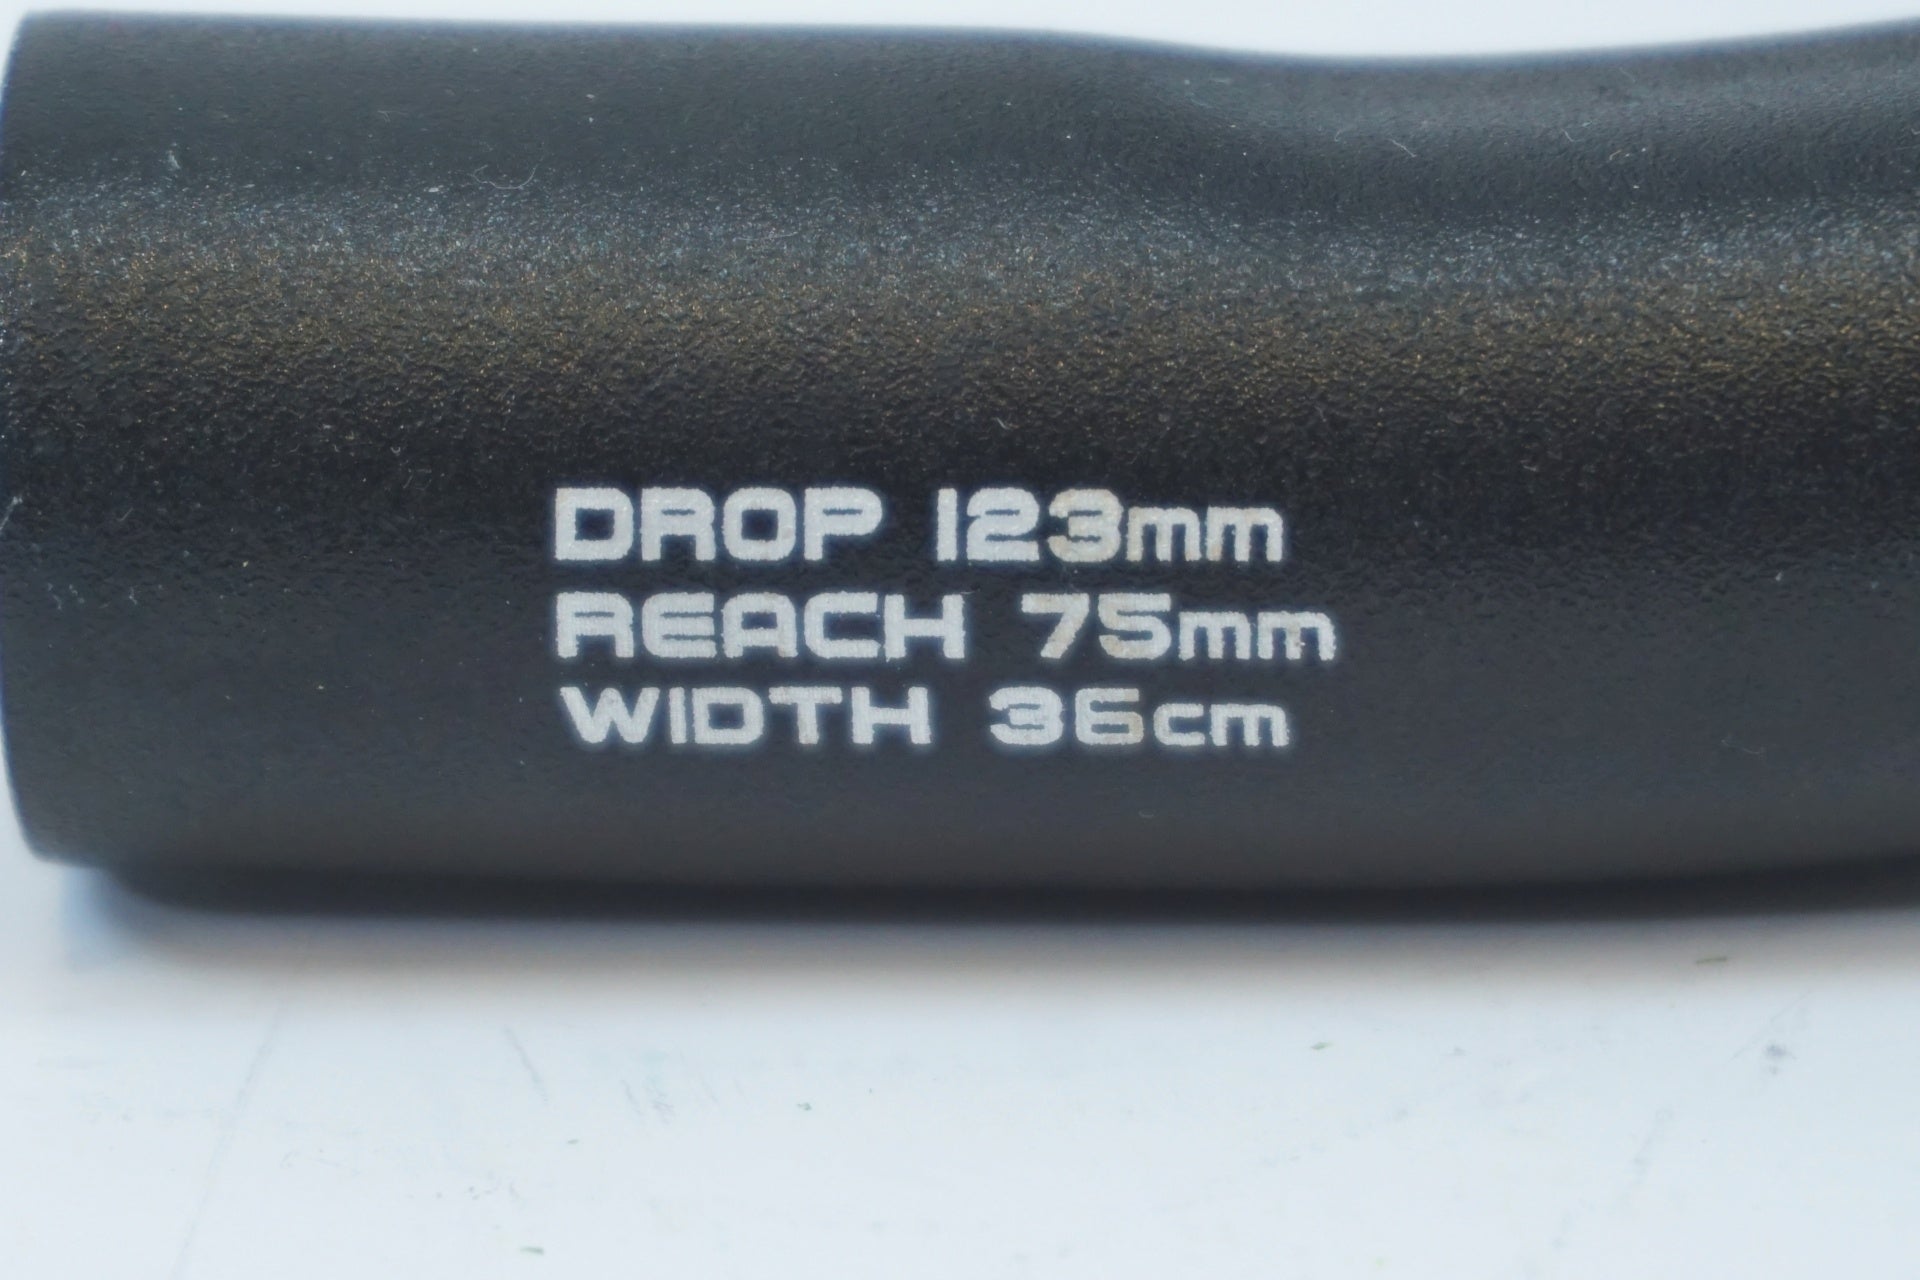 DROP 123mm
REACH 75mm
WIDTH 36cm